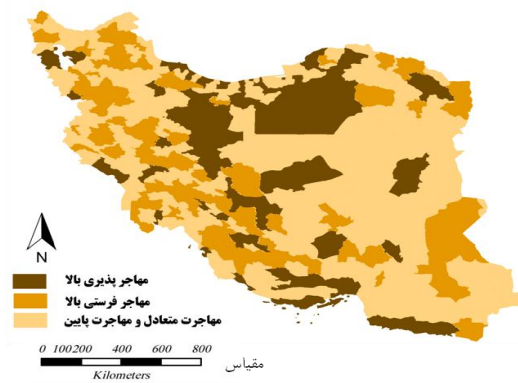 مهاجر پذیری بالا
مهاجر فرستی بالا
مهاجرت متعادل و مهاجرت پایین
0 100200 400 600 800
Kilometers
مقیاس